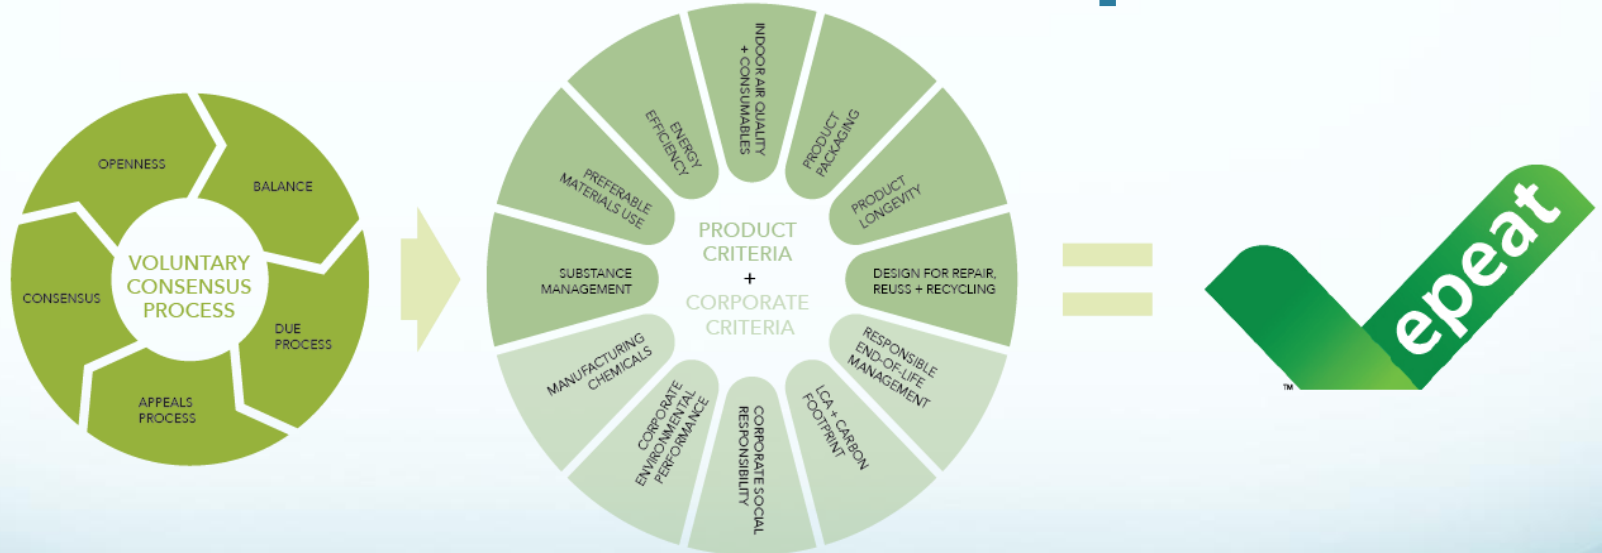 OPENNESS
BALANCE
DUE
PROCESS
APPEALS
PROCESS
CONSENSUS
VOLUNTARY
CONSENSUS
PROCESS
INDOOR AIR QUALITY
+ CONSUMABLES
PRODUCT
PACKAGING
PRODUCT
LONGEVITY
DESIGN FOR REPAIR,
REUSS + RECYCLING
RESPONSIBLE
END-OF-LIFE
MANAGEMENT
LCA + CARBON
FOOTPRINT
CORPORATE SOCIAL
RESPONSIBILITY
CORPORATE
ENVIRONMENTAL
PERFORMANCE
MANUFACTURING
CHEMICALS
SUBSTANCE
MANAGEMENT
PREFERABLE
MATERIALS USE
ENERGY
EFFICIENCY
PRODUCT
CRITERIA
+
CORPORATE
CRITERIA
epeat
TM